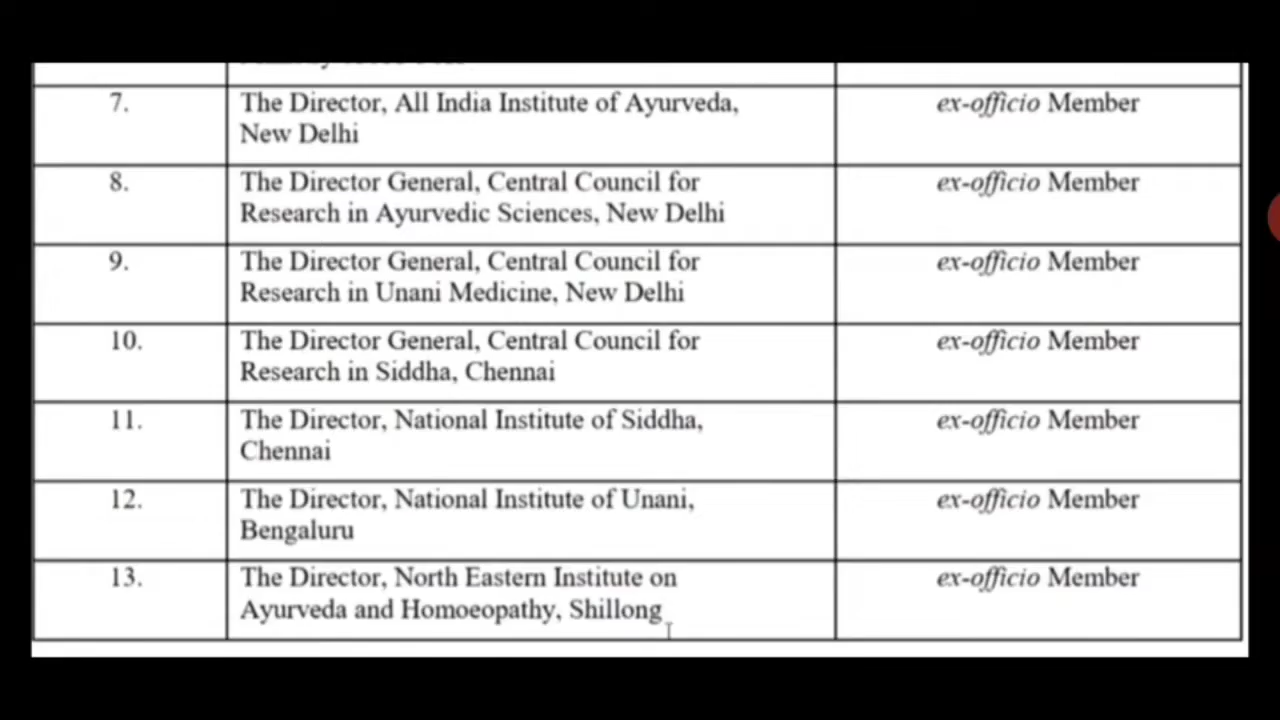 7.
The Director, All India Institute of Ayurveda,
New Delhi
ex-officio Member
8.
The Director General, Central Council for
Research in Ayurvedic Sciences, New Delhi
ex-officio Member
9.
The Director General, Central Council for
Research in Unani Medicine, New Delhi
ex-officio Member
10.
The Director General, Central Council for
Research in Siddha, Chennai
ex-officio Member
11.
The Director, National Institute of Siddha,
Chennai
ex-officio Member
12.
The Director, National Institute of Unani,
Bengaluru
ex-officio Member
13.
The Director, North Eastern Institute on
Ayurveda and Homoeopathy, Shillong
ex-officio Member